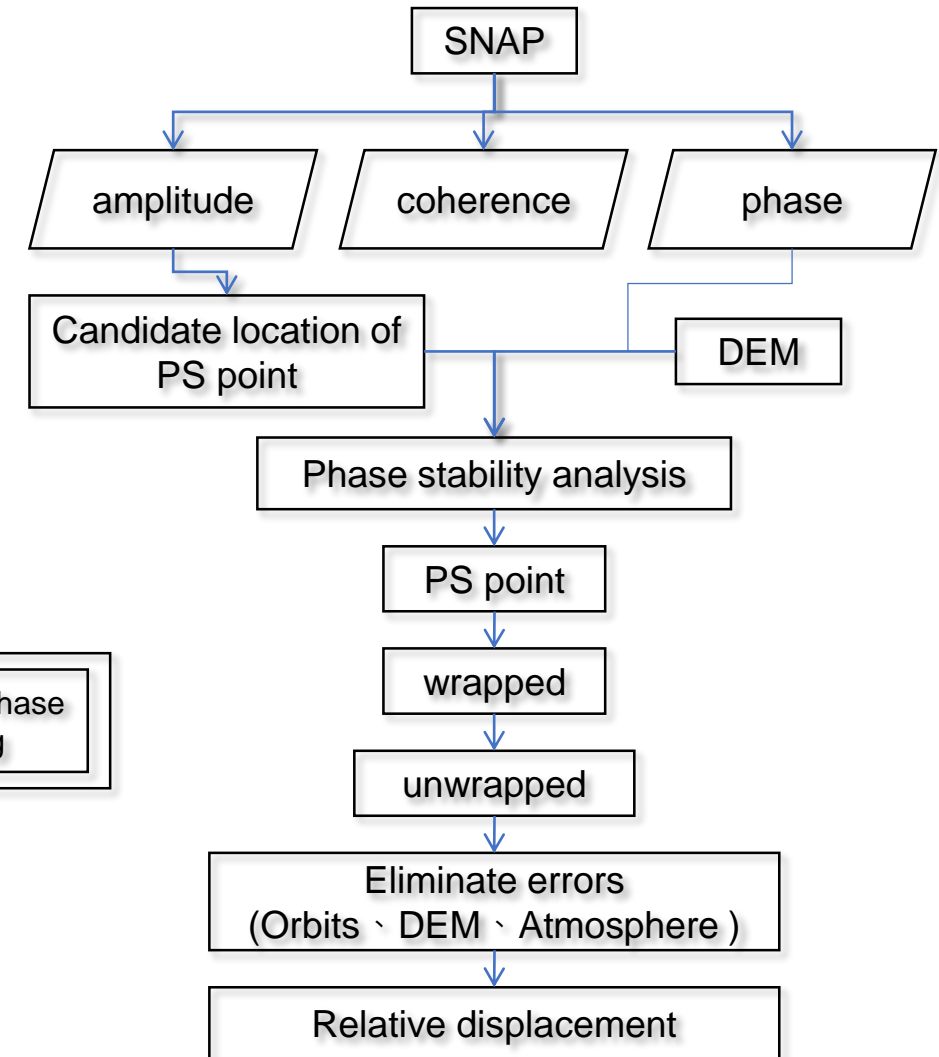 SNAP
amplitude
coherence
phase
Candidate location of
PS point
DEM
Phase stability analysis
PS point
wrapped
unwrapped
Eliminate errors
(Orbits、DEM、Atmosphere )
Relative displacement